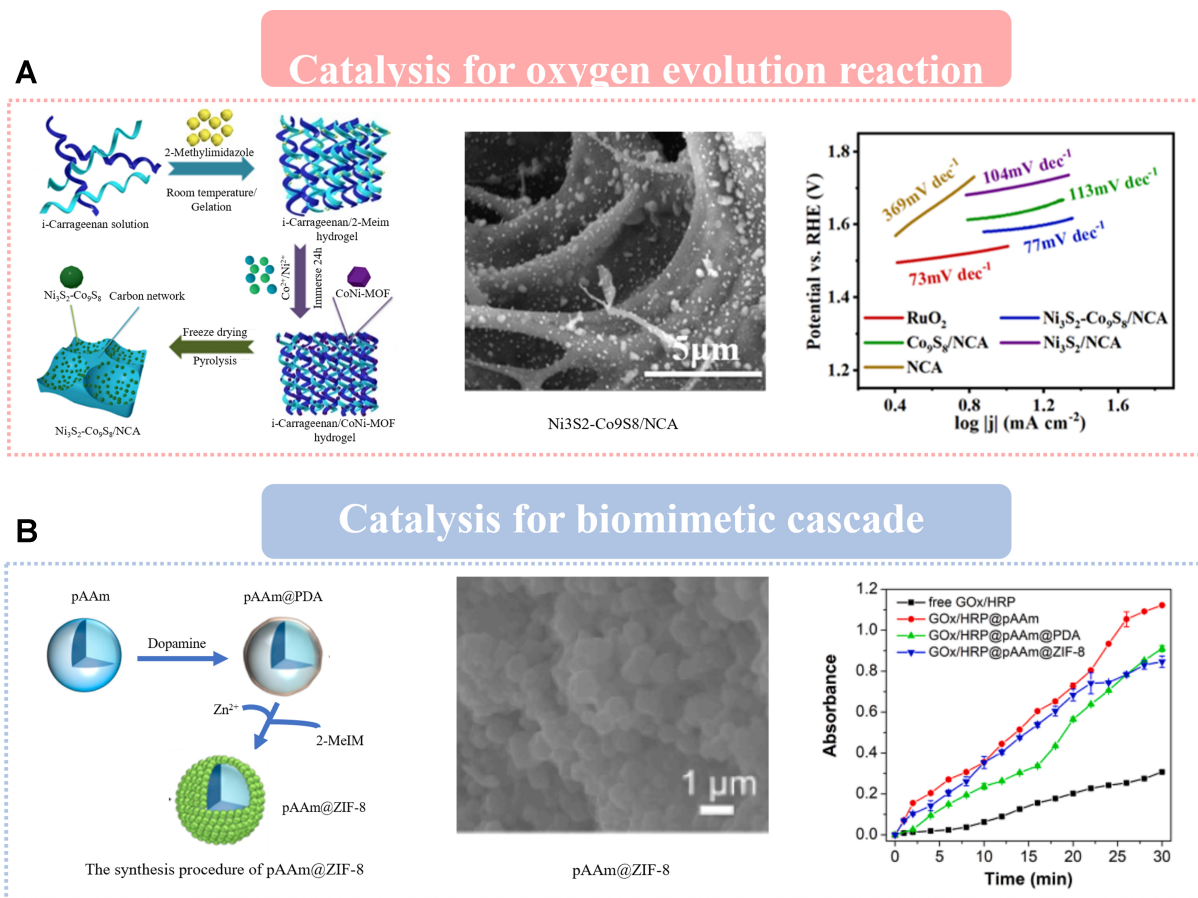 A
Catalysis for oxygen evolution reaction
2-Methylimidazole
Room temperature/
Gelation
i-Carrageenan solution
i-Carrageenan/2-Meim
hydrogel
Co²⁺/Ni²⁺
Immerse 24h
CoNi-MOF
Ni₃S₂-Co₉S₈
Carbon network
Freeze drying
Pyrolysis
Ni₃S₂-Co₉S₈/NCA
i-Carrageenan/CoNi-MOF
hydrogel
5μm
Ni3S2-Co9S8/NCA
Potential vs. RHE (V)
1.8
1.6
1.4
1.2
369mV dec⁻¹
104mV dec⁻¹
113mV dec⁻¹
77mV dec⁻¹
73mV dec⁻¹
RuO₂
Ni₃S₂-Co₉S₈/NCA
Co₉S₈/NCA
Ni₃S₂/NCA
NCA
0.4 0.8 1.2 1.6
log |j| (mA cm⁻²)
B
Catalysis for biomimetic cascade
pAAm
pAAm@PDA
Dopamine
Zn²⁺
2-MeIM
pAAm@ZIF-8
The synthesis procedure of pAAm@ZIF-8
1 μm
pAAm@ZIF-8
Absorbance
1.2
1.0
0.8
0.6
0.4
0.2
0.0
free GOx/HRP
GOx/HRP@pAAm
GOx/HRP@pAAm@PDA
GOx/HRP@pAAm@ZIF-8
0 5 10 15 20 25 30
Time (min)